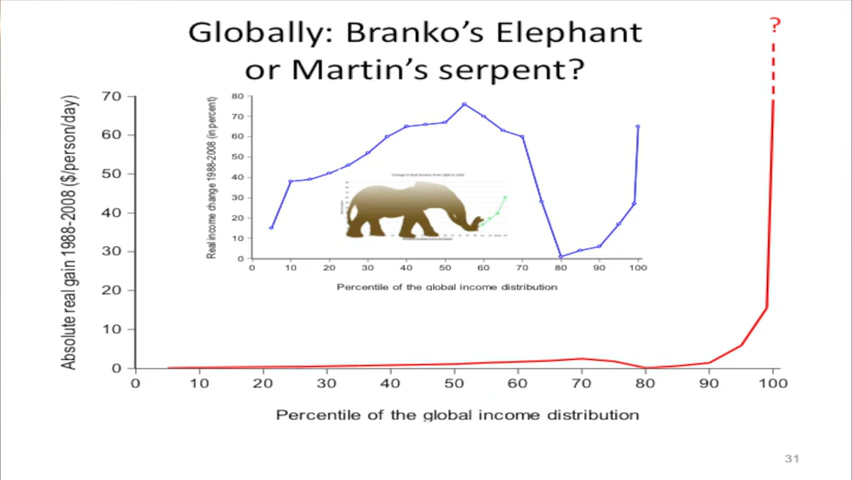 Globally: Branko's Elephant
or Martin's serpent?
?
Absolute real gain 1988-2008 ($/person/day)
70
60
50
40
30
20
10
0
0 10 20 30 40 50 60 70 80 90 100
Percentile of the global income distribution
Real income change 1988-2008 (in percent)
80
70
60
50
40
30
20
10
0
0 10 20 30 40 50 60 70 80 90 100
Percentile of the global income distribution
31